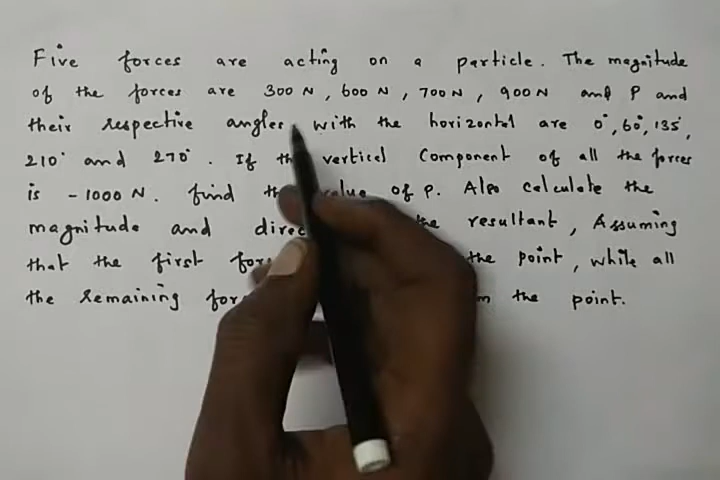 Five forces are acting on a particle. The magnitude
of the forces are 300 N, 600 N, 700 N, 900 N and P and
their respective angles with the horizontal are 0°, 60°, 135°,
210° and 270°. If vertical Component of all the forces
is - 1000 N. find of P. Also calculate the
magnitude and resultant, Assuming
that the first the point, while all
the remaining the point.